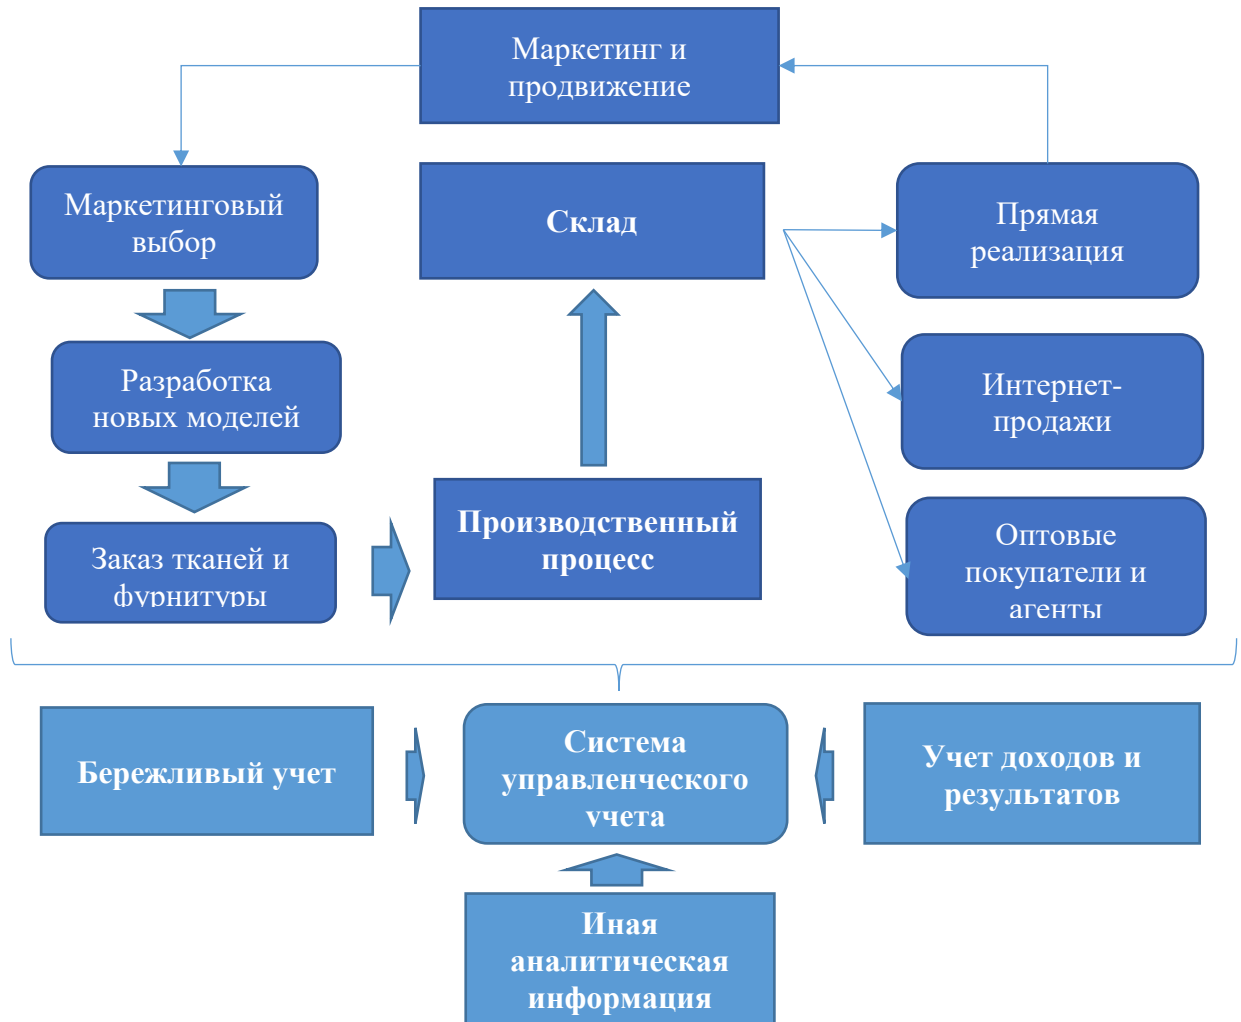 Маркетинг и
продвижение
Маркетинговый
выбор
Склад
Прямая
реализация
Разработка
новых моделей
Интернет-
продажи
Заказ тканей и
фурнитуры
Производственный
процесс
Оптовые
покупатели и
агенты
Бережливый учет
Система
управленческого
учета
Учет доходов и
результатов
Иная
аналитическая
информация